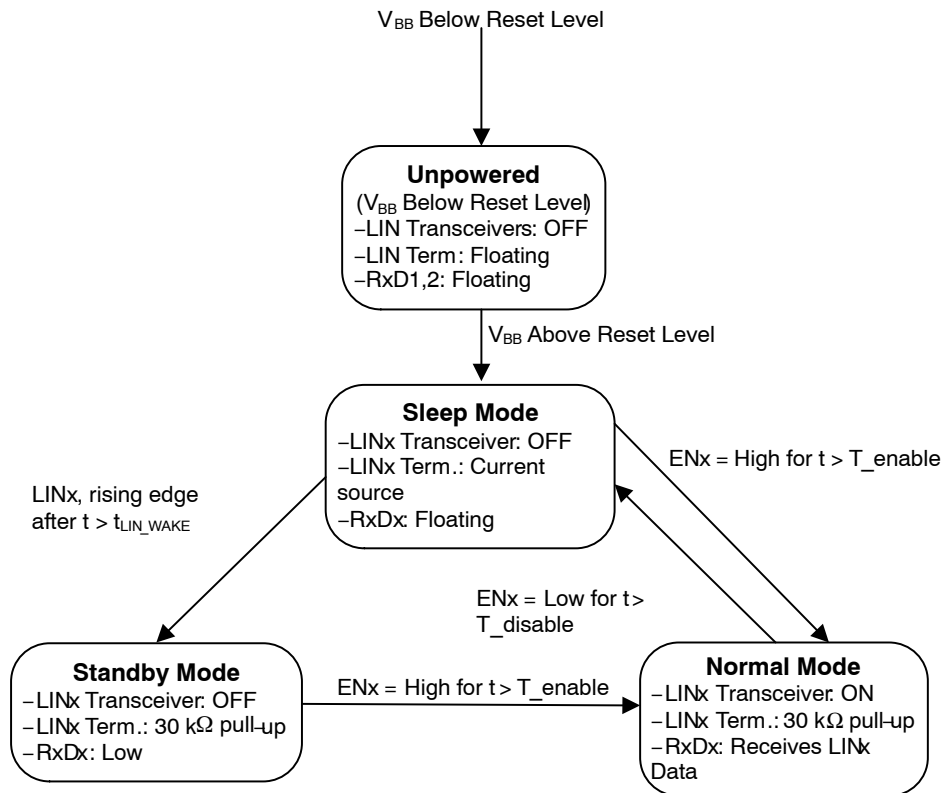 V_BB Below Reset Level
Unpowered
(V_BB Below Reset Level)
–LIN Transceivers: OFF
–LIN Term: Floating
–RxD1,2: Floating
V_BB Above Reset Level
Sleep Mode
–LINx Transceiver: OFF
–LINx Term.: Current
source
–RxDx: Floating
ENx = High for t > T_enable
LINx, rising edge
after t > t_LIN_WAKE
ENx = Low for t >
T_disable
Standby Mode
–LINx Transceiver: OFF
–LINx Term.: 30 kΩ pull–up
–RxDx: Low
ENx = High for t > T_enable
Normal Mode
–LINx Transceiver: ON
–LINx Term.: 30 kΩ pull–up
–RxDx: Receives LINx
Data